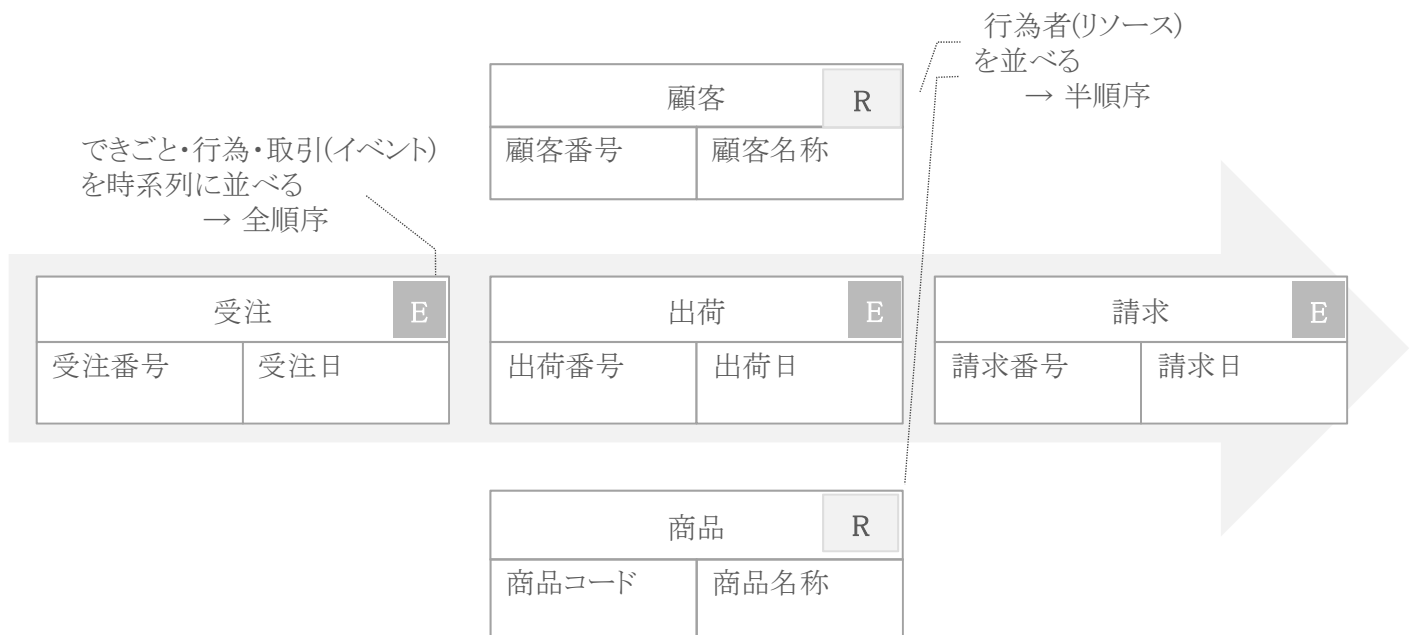 行為者(リソース)
を並べる
→ 半順序
顧客 R
顧客番号 顧客名称
できごと・行為・取引(イベント)
を時系列に並べる
→ 全順序
受注 E
受注番号 受注日
出荷 E
出荷番号 出荷日
請求 E
請求番号 請求日
商品 R
商品コード 商品名称